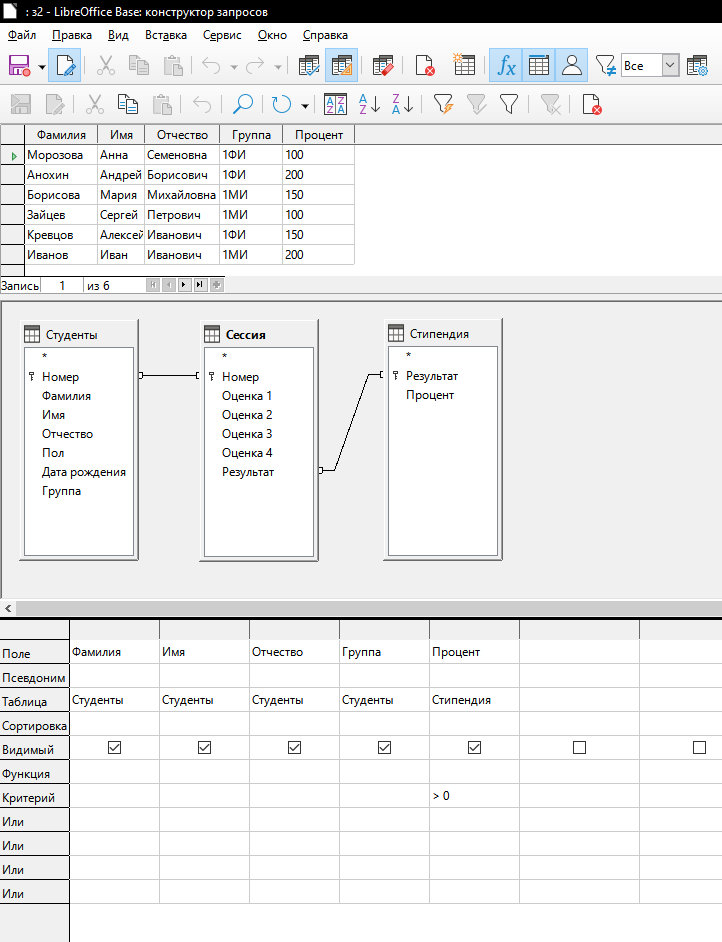 : з2 - LibreOffice Base: конструктор запросов
Файл Правка Вид Вставка Сервис Окно Справка
fx Все
Фамилия Имя Отчество Группа Процент
Морозова Анна Семеновна 1ФИ 100
Анохин Андрей Борисович 1ФИ 200
Борисова Мария Михайловна 1МИ 150
Зайцев Сергей Петрович 1МИ 100
Кревцов Алексей Иванович 1ФИ 150
Иванов Иван Иванович 1МИ 200
Запись 1 из 6
Студенты
*
Номер
Фамилия
Имя
Отчество
Пол
Дата рождения
Группа
Сессия
*
Номер
Оценка 1
Оценка 2
Оценка 3
Оценка 4
Результат
Стипендия
*
Результат
Процент
Поле Фамилия Имя Отчество Группа Процент
Псевдоним
Таблица Студенты Студенты Студенты Студенты Стипендия
Сортировка
Видимый
Функция
Критерий > 0
Или
Или
Или
Или